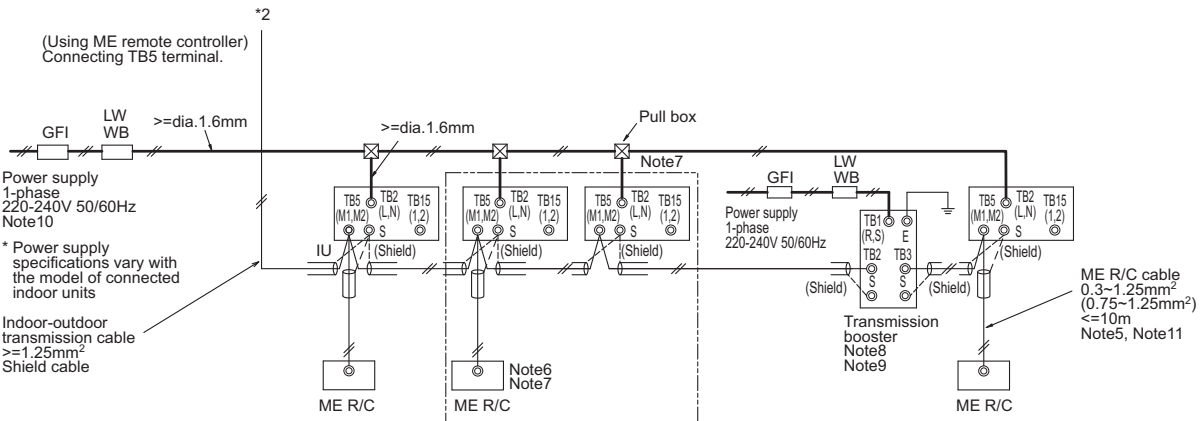 *2
(Using ME remote controller)
Connecting TB5 terminal.
GFI
LW
WB
>=dia.1.6mm
>=dia.1.6mm
Pull box
Note7
Power supply
1-phase
220-240V 50/60Hz
Note10
* Power supply
specifications vary with
the model of connected
indoor units
Indoor-outdoor
transmission cable
>=1.25mm²
Shield cable
TB5
(M1,M2)
TB2
(L,N)
TB15
(1,2)
S
IU
(Shield)
ME R/C
TB5
(M1,M2)
TB2
(L,N)
TB15
(1,2)
S
(Shield)
Note6
Note7
ME R/C
TB5
(M1,M2)
TB2
(L,N)
TB15
(1,2)
S
(Shield)
GFI
LW
WB
Power supply
1-phase
220-240V 50/60Hz
TB1
(R,S)
E
TB2
TB3
S
S
(Shield)
(Shield)
Transmission
booster
Note8
Note9
TB5
(M1,M2)
TB2
(L,N)
TB15
(1,2)
S
ME R/C cable
0.3~1.25mm²
(0.75~1.25mm²)
<=10m
Note5, Note11
ME R/C